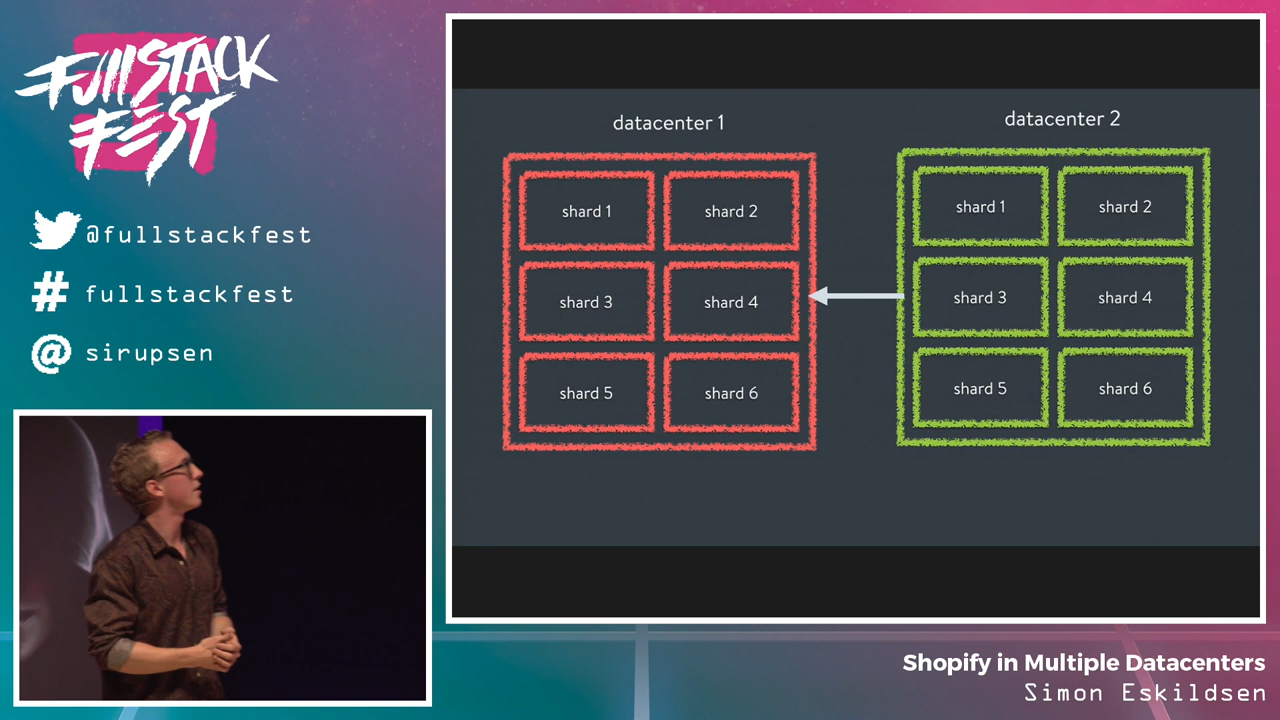 FullStack
Fest
@fullstackfest
# fullstackfest
@ sirupsen
datacenter 1
shard 1
shard 2
shard 3
shard 4
shard 5
shard 6
datacenter 2
shard 1
shard 2
shard 3
shard 4
shard 5
shard 6
Shopify in Multiple Datacenters
Simon Eskildsen